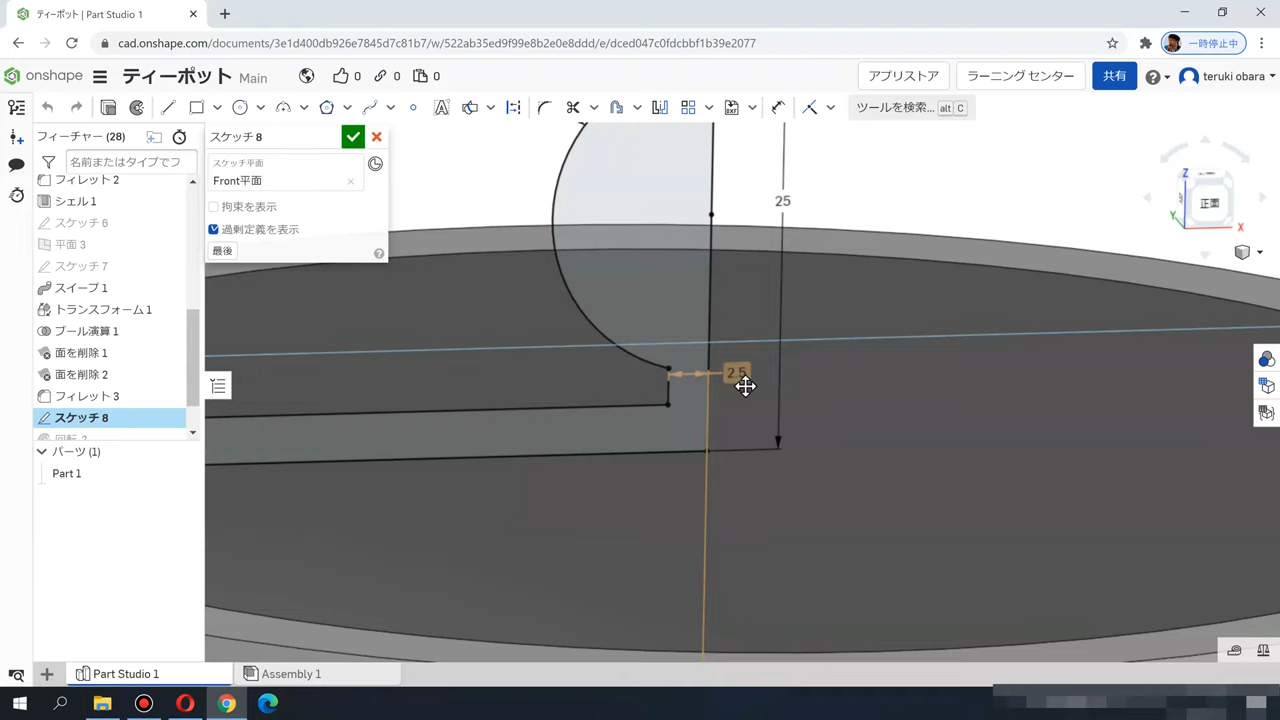 ティーポット | Part Studio 1
cad.onshape.com/documents/3e1d400db926e7845d7c81b7/w/522ab35caeb2aec8b2e0e8ddd/e/dced047c0fdcbbf1b39e2077
一時停止中
onshape
ティーポット Main
0
0
0
アプリストア
ラーニング センター
共有
teruki obara
ツールを検索... alt C
フィーチャー (28)
名前またはタイプでフ
フィレット 2
シェル 1
スケッチ 6
平面 3
スケッチ 7
スイープ 1
トランスフォーム 1
ブール演算 1
面を削除 1
面を削除 2
フィレット 3
スケッチ 8
回転 2
パーツ (1)
Part 1
スケッチ 8
スケッチ平面
Front平面
拘束を表示
過剰定義を表示
最後
25
2.5
Z
正面
Y
X
Part Studio 1
Assembly 1